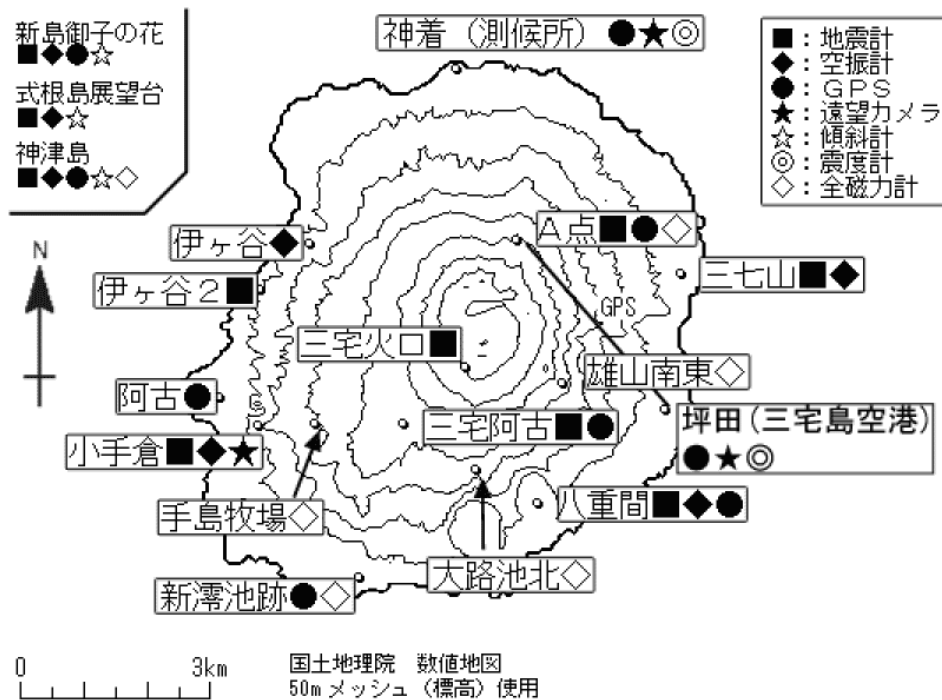 新島御子の花
■◆●☆
式根島展望台
■◆☆
神津島
■◆●☆◇
神着（測候所） ●★◎
■：地震計
◆：空振計
●：ＧＰＳ
★：遠望カメラ
☆：傾斜計
◎：震度計
◇：全磁力計
N
伊ヶ谷◆
Ａ点■●◇
伊ヶ谷２■
三七山■◆
GPS
三宅火口■
雄山南東◇
阿古●
三宅阿古■●
坪田(三宅島空港)
●★◎
小手倉■◆★
手島牧場◇
八重間■◆●
大路池北◇
新澪池跡●◇
0 3km
国土地理院 数値地図
50mメッシュ（標高）使用